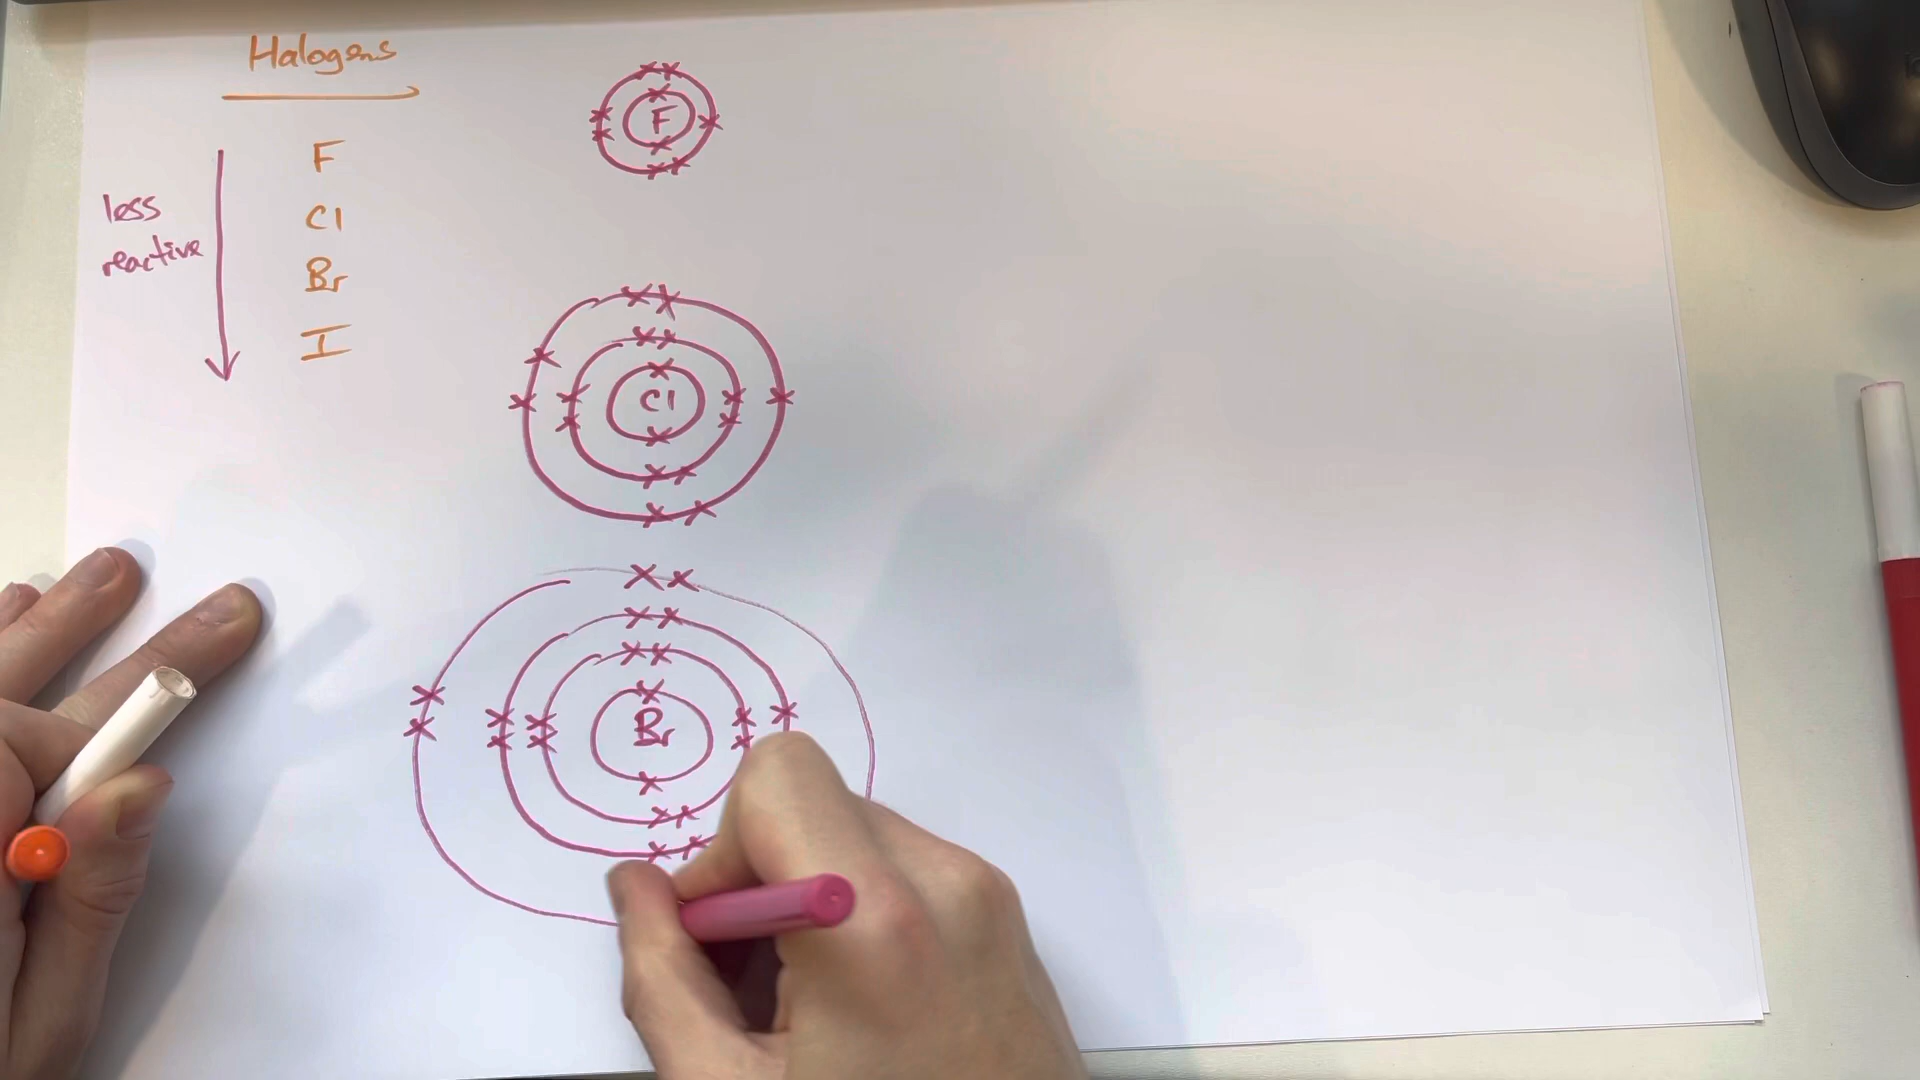 Halogens
F
Cl
Br
I
less
reactive
F
Cl
Br